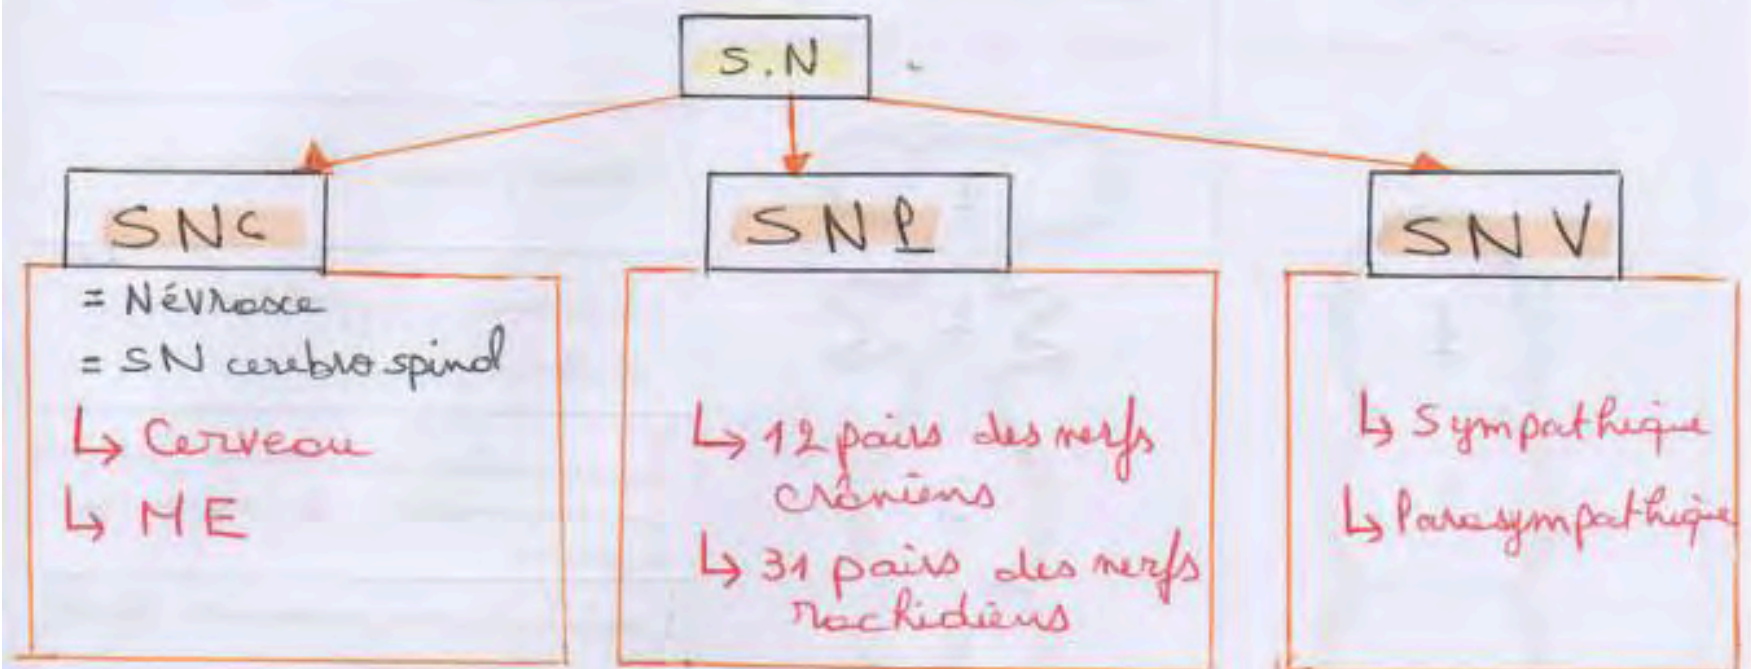 S.N
SNC
= Névraxe
= SN cerebro spinal
↳ Cerveau
↳ ME
SNP
↳ 12 pairs des nerfs
crâniens
↳ 31 pairs des nerfs
rachidiens
SNV
↳ Sympathique
↳ Parasympathique